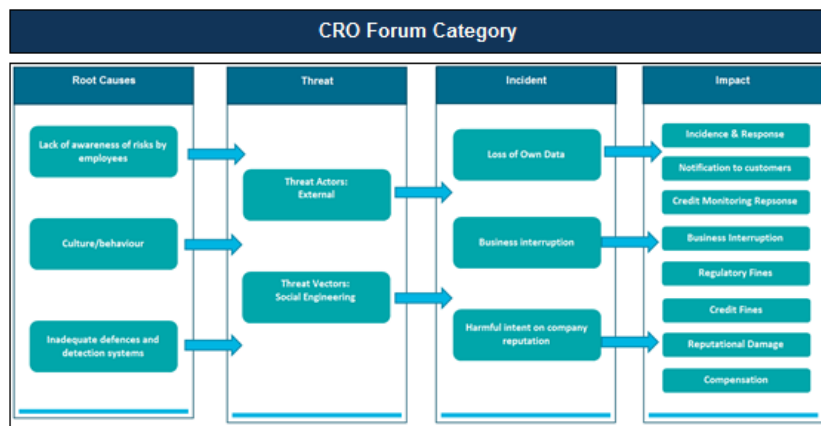 CRO Forum Category
Root Causes
Lack of awareness of risks by
employees
Culture/behaviour
Inadequate defences and
detection systems
Threat
Threat Actors:
External
Threat Vectors:
Social Engineering
Incident
Loss of Own Data
Business interruption
Harmful intent on company
reputation
Impact
Incidence & Response
Notification to customers
Credit Monitoring Repsonse
Business Interruption
Regulatory Fines
Credit Fines
Reputational Damage
Compensation